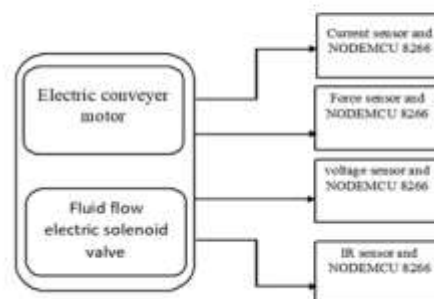 Electric conveyer
motor
Fluid flow
electric solenoid
valve
Current sensor and
NODEMCU 8266
Force sensor and
NODEMCU 8266
voltage sensor and
NODEMCU 8266
IR sensor and
NODEMCU 8266